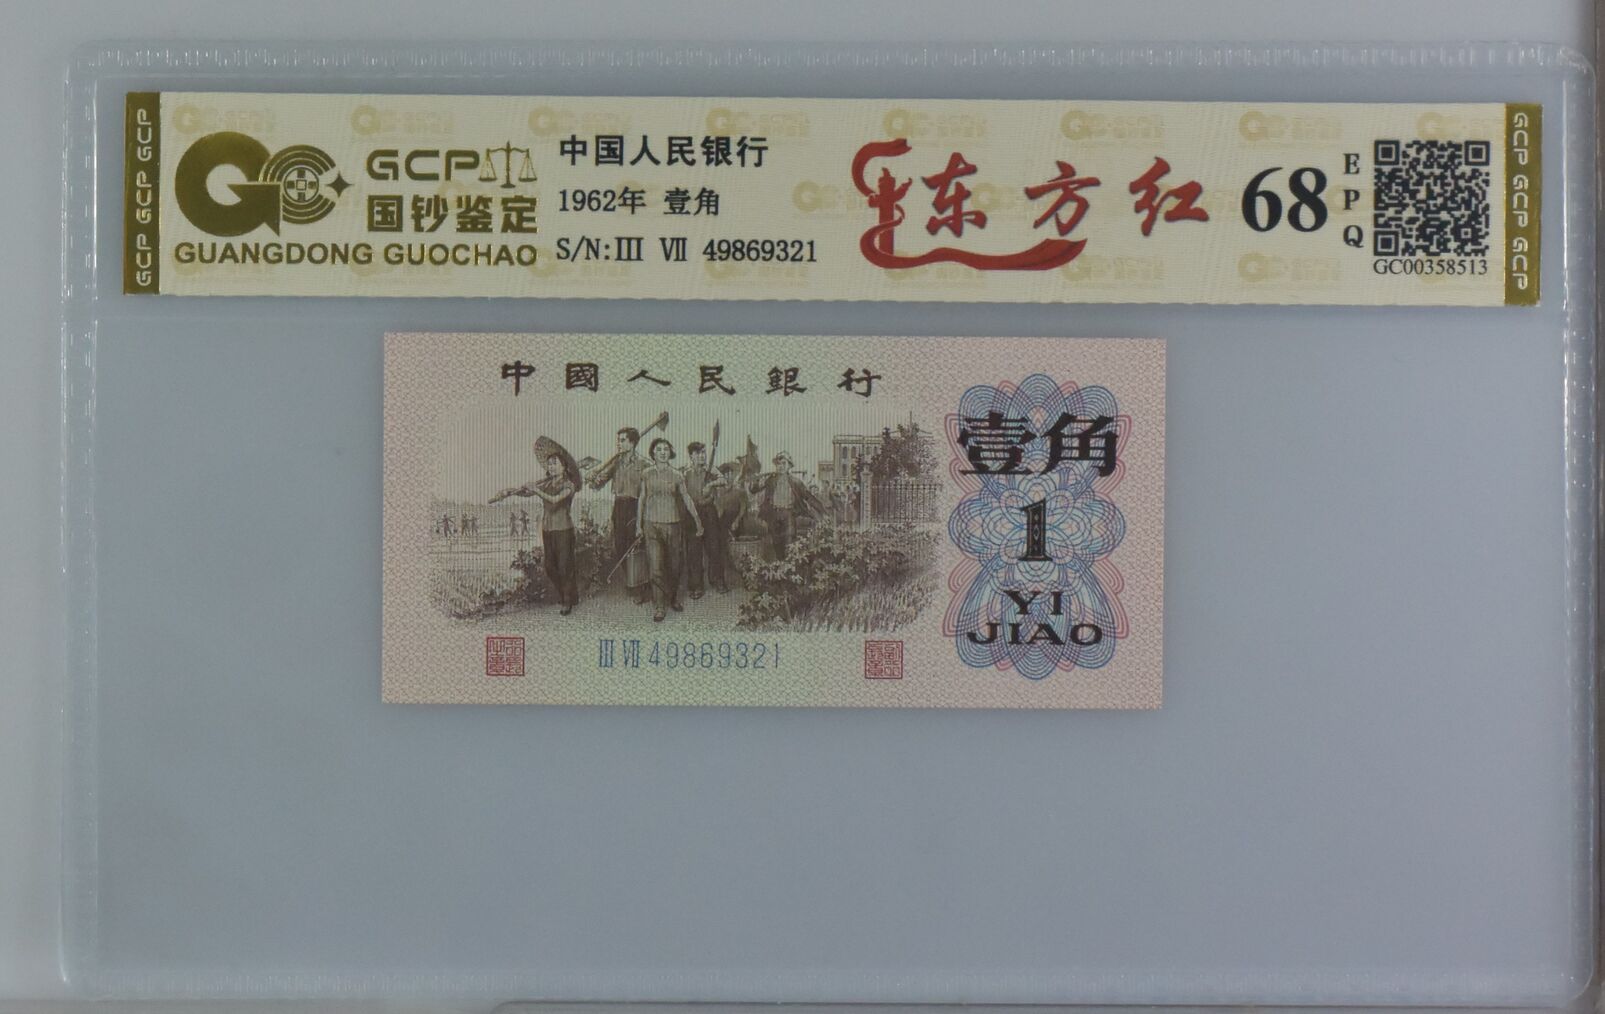 GCP GCP GCP
GCP
国钞鉴定
GUANGDONG GUOCHAO
中国人民银行
1962年 壹角
S/N:III VII 49869321
东方红
68
EPQ
GC00358513
GCP GCP GCP
中國人民銀行
壹角
1
YI
JIAO
III VII 49869321